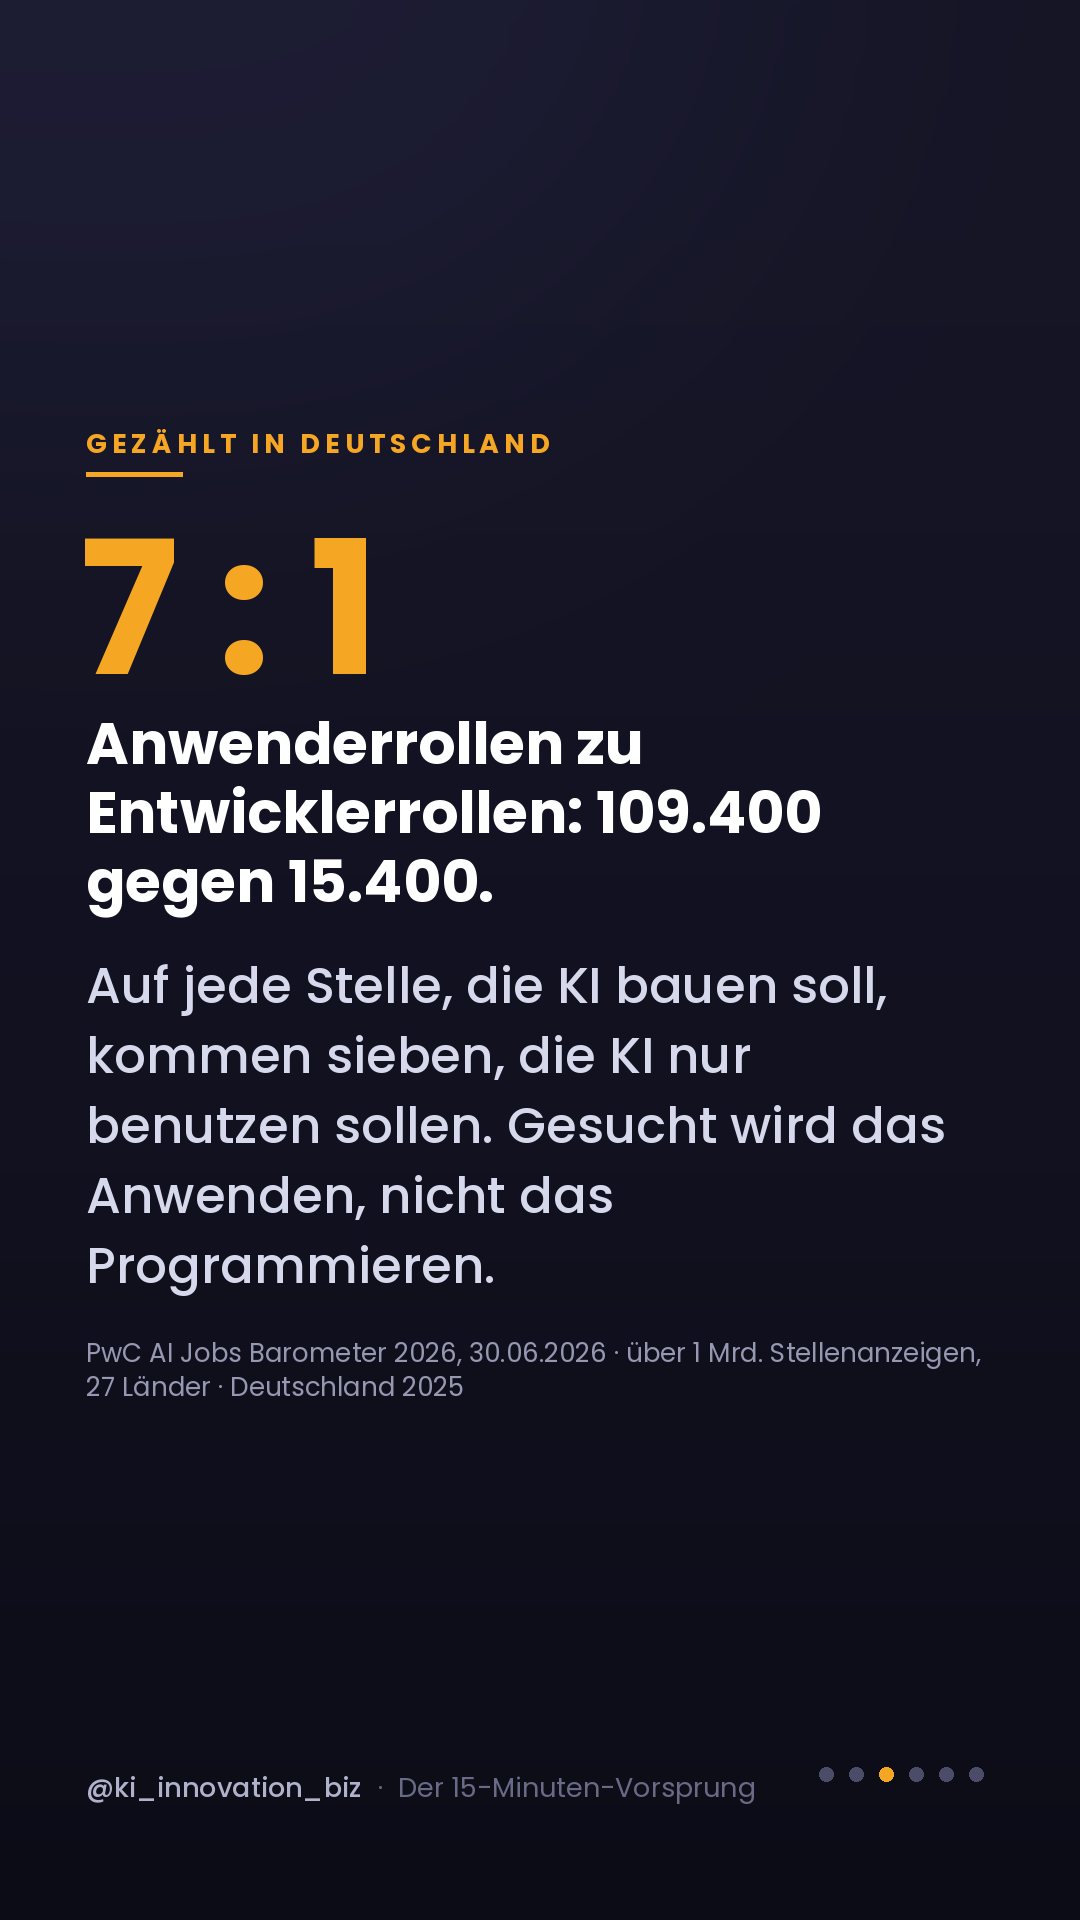 GEZÄHLT IN DEUTSCHLAND
7 : 1
Anwenderrollen zu
Entwicklerrollen: 109.400
gegen 15.400.
Auf jede Stelle, die KI bauen soll,
kommen sieben, die KI nur
benutzen sollen. Gesucht wird das
Anwenden, nicht das
Programmieren.
PwC AI Jobs Barometer 2026, 30.06.2026 · über 1 Mrd. Stellenanzeigen,
27 Länder · Deutschland 2025
@ki_innovation_biz · Der 15-Minuten-Vorsprung